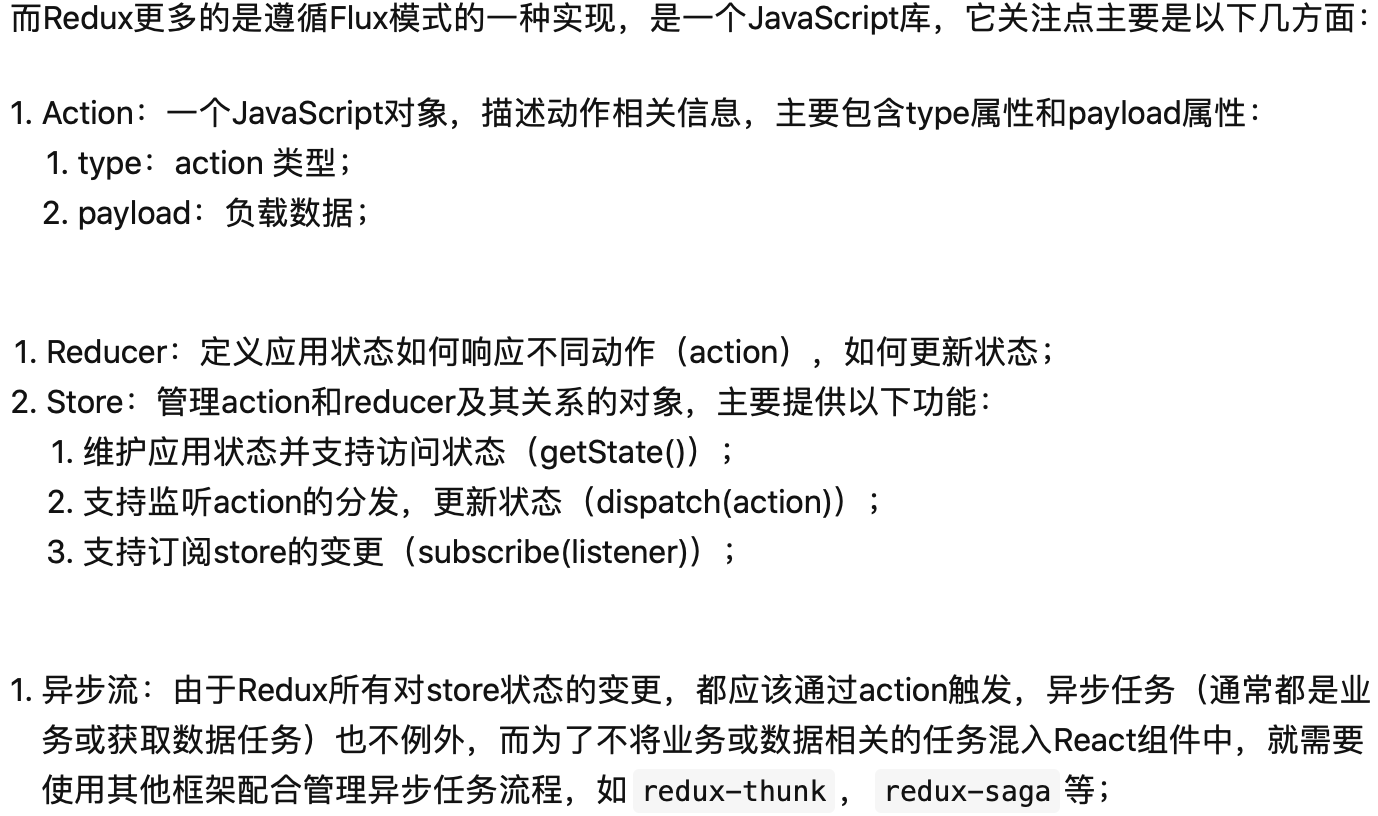 而Redux更多的是遵循Flux模式的一种实现，是一个JavaScript库，它关注点主要是以下几方面：
1. Action：一个JavaScript对象，描述动作相关信息，主要包含type属性和payload属性：
1. type：action 类型；
2. payload：负载数据；
1. Reducer：定义应用状态如何响应不同动作（action），如何更新状态；
2. Store：管理action和reducer及其关系的对象，主要提供以下功能：
1. 维护应用状态并支持访问状态（getState()）；
2. 支持监听action的分发，更新状态（dispatch(action)）；
3. 支持订阅store的变更（subscribe(listener)）；
1. 异步流：由于Redux所有对store状态的变更，都应该通过action触发，异步任务（通常都是业
务或获取数据任务）也不例外，而为了不将业务或数据相关的任务混入React组件中，就需要
使用其他框架配合管理异步任务流程，如 redux-thunk ， redux-saga 等；